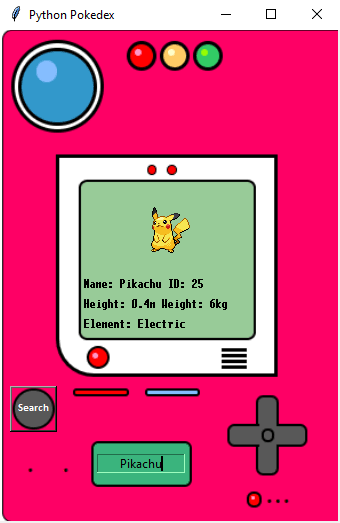 Python Pokedex
Name: Pikachu ID: 25
Height: 0.4m Weight: 6kg
Element: Electric
Search
Pikachu